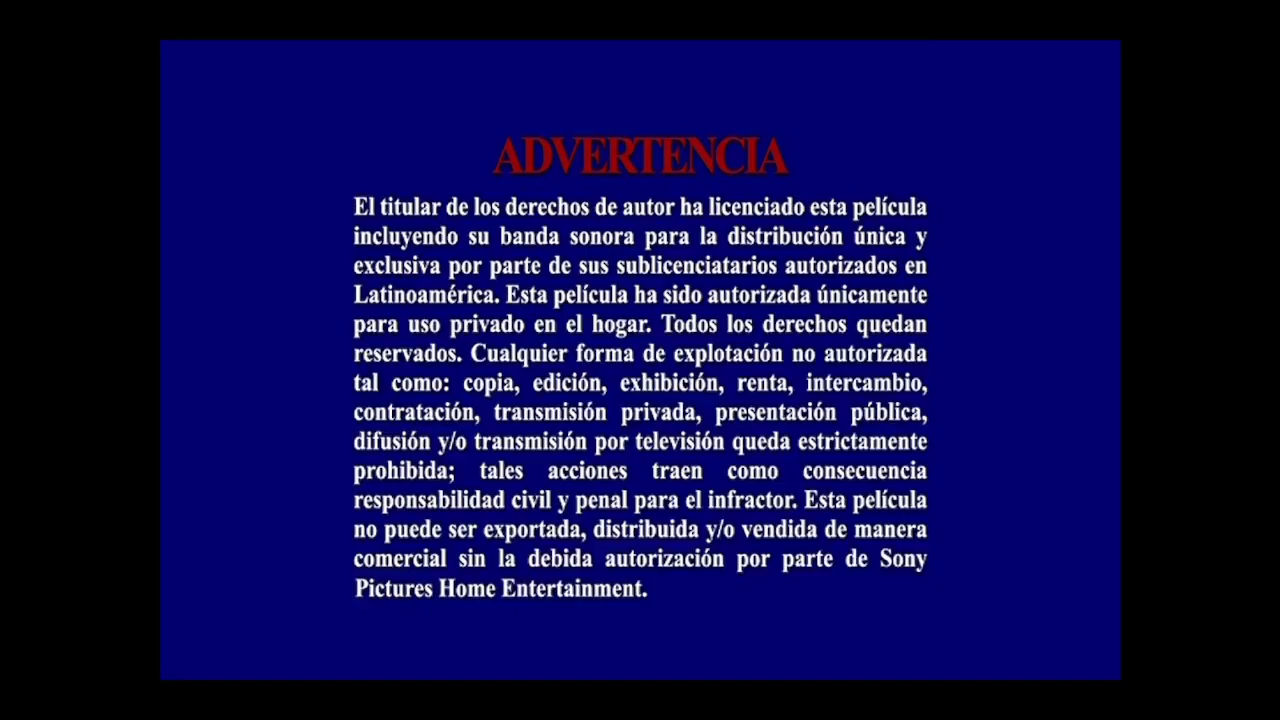 ADVERTENCIA
El titular de los derechos de autor ha licenciado esta película
incluyendo su banda sonora para la distribución única y
exclusiva por parte de sus sublicenciatarios autorizados en
Latinoamérica. Esta película ha sido autorizada únicamente
para uso privado en el hogar. Todos los derechos quedan
reservados. Cualquier forma de explotación no autorizada
tal como: copia, edición, exhibición, renta, intercambio,
contratación, transmisión privada, presentación pública,
difusión y/o transmisión por televisión queda estrictamente
prohibida; tales acciones traen como consecuencia
responsabilidad civil y penal para el infractor. Esta película
no puede ser exportada, distribuida y/o vendida de manera
comercial sin la debida autorización por parte de Sony
Pictures Home Entertainment.